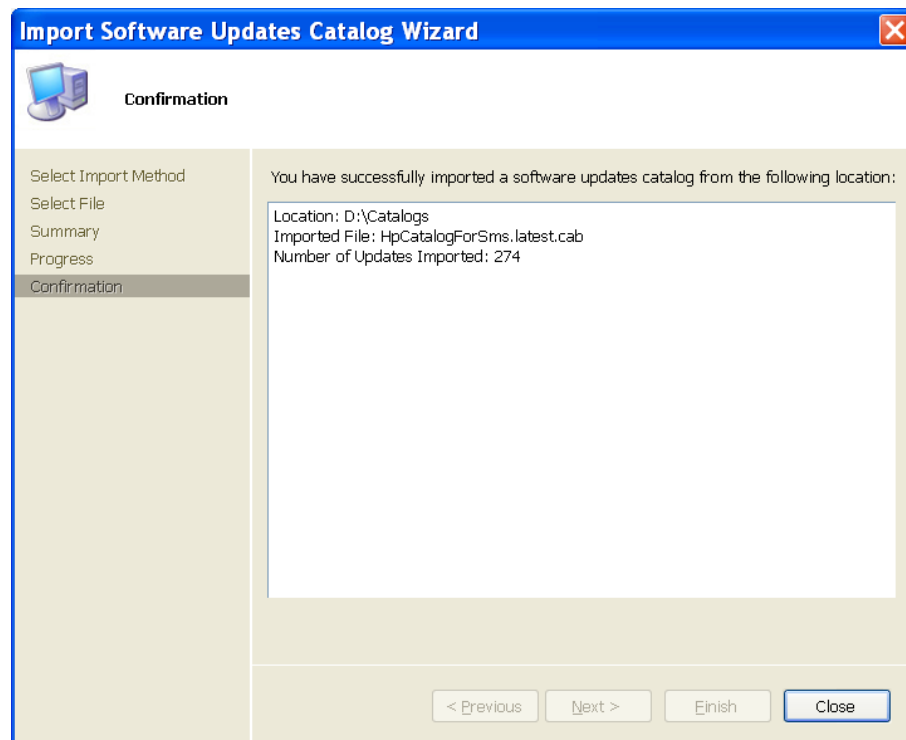 Import Software Updates Catalog Wizard
Confirmation
Select Import Method
Select File
Summary
Progress
Confirmation
You have successfully imported a software updates catalog from the following location:
Location: D:\Catalogs
Imported File: HpCatalogForSms.latest.cab
Number of Updates Imported: 274
< Previous
Next >
Finish
Close